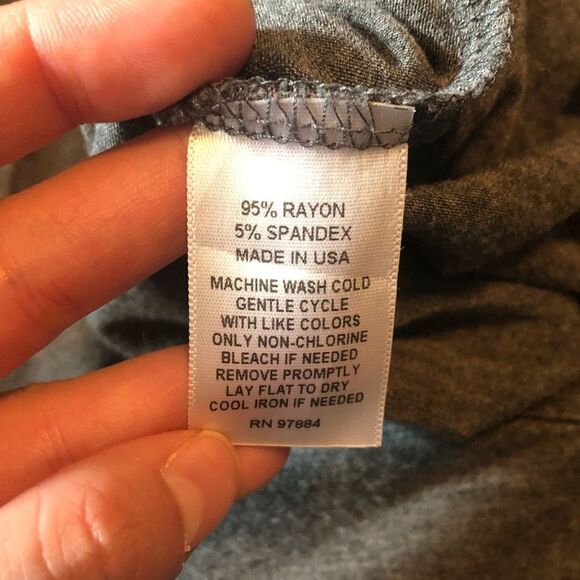 95% RAYON
5% SPANDEX
MADE IN USA
MACHINE WASH COLD
GENTLE CYCLE
WITH LIKE COLORS
ONLY NON-CHLORINE
BLEACH IF NEEDED
REMOVE PROMPTLY
LAY FLAT TO DRY
COOL IRON IF NEEDED
RN 97884